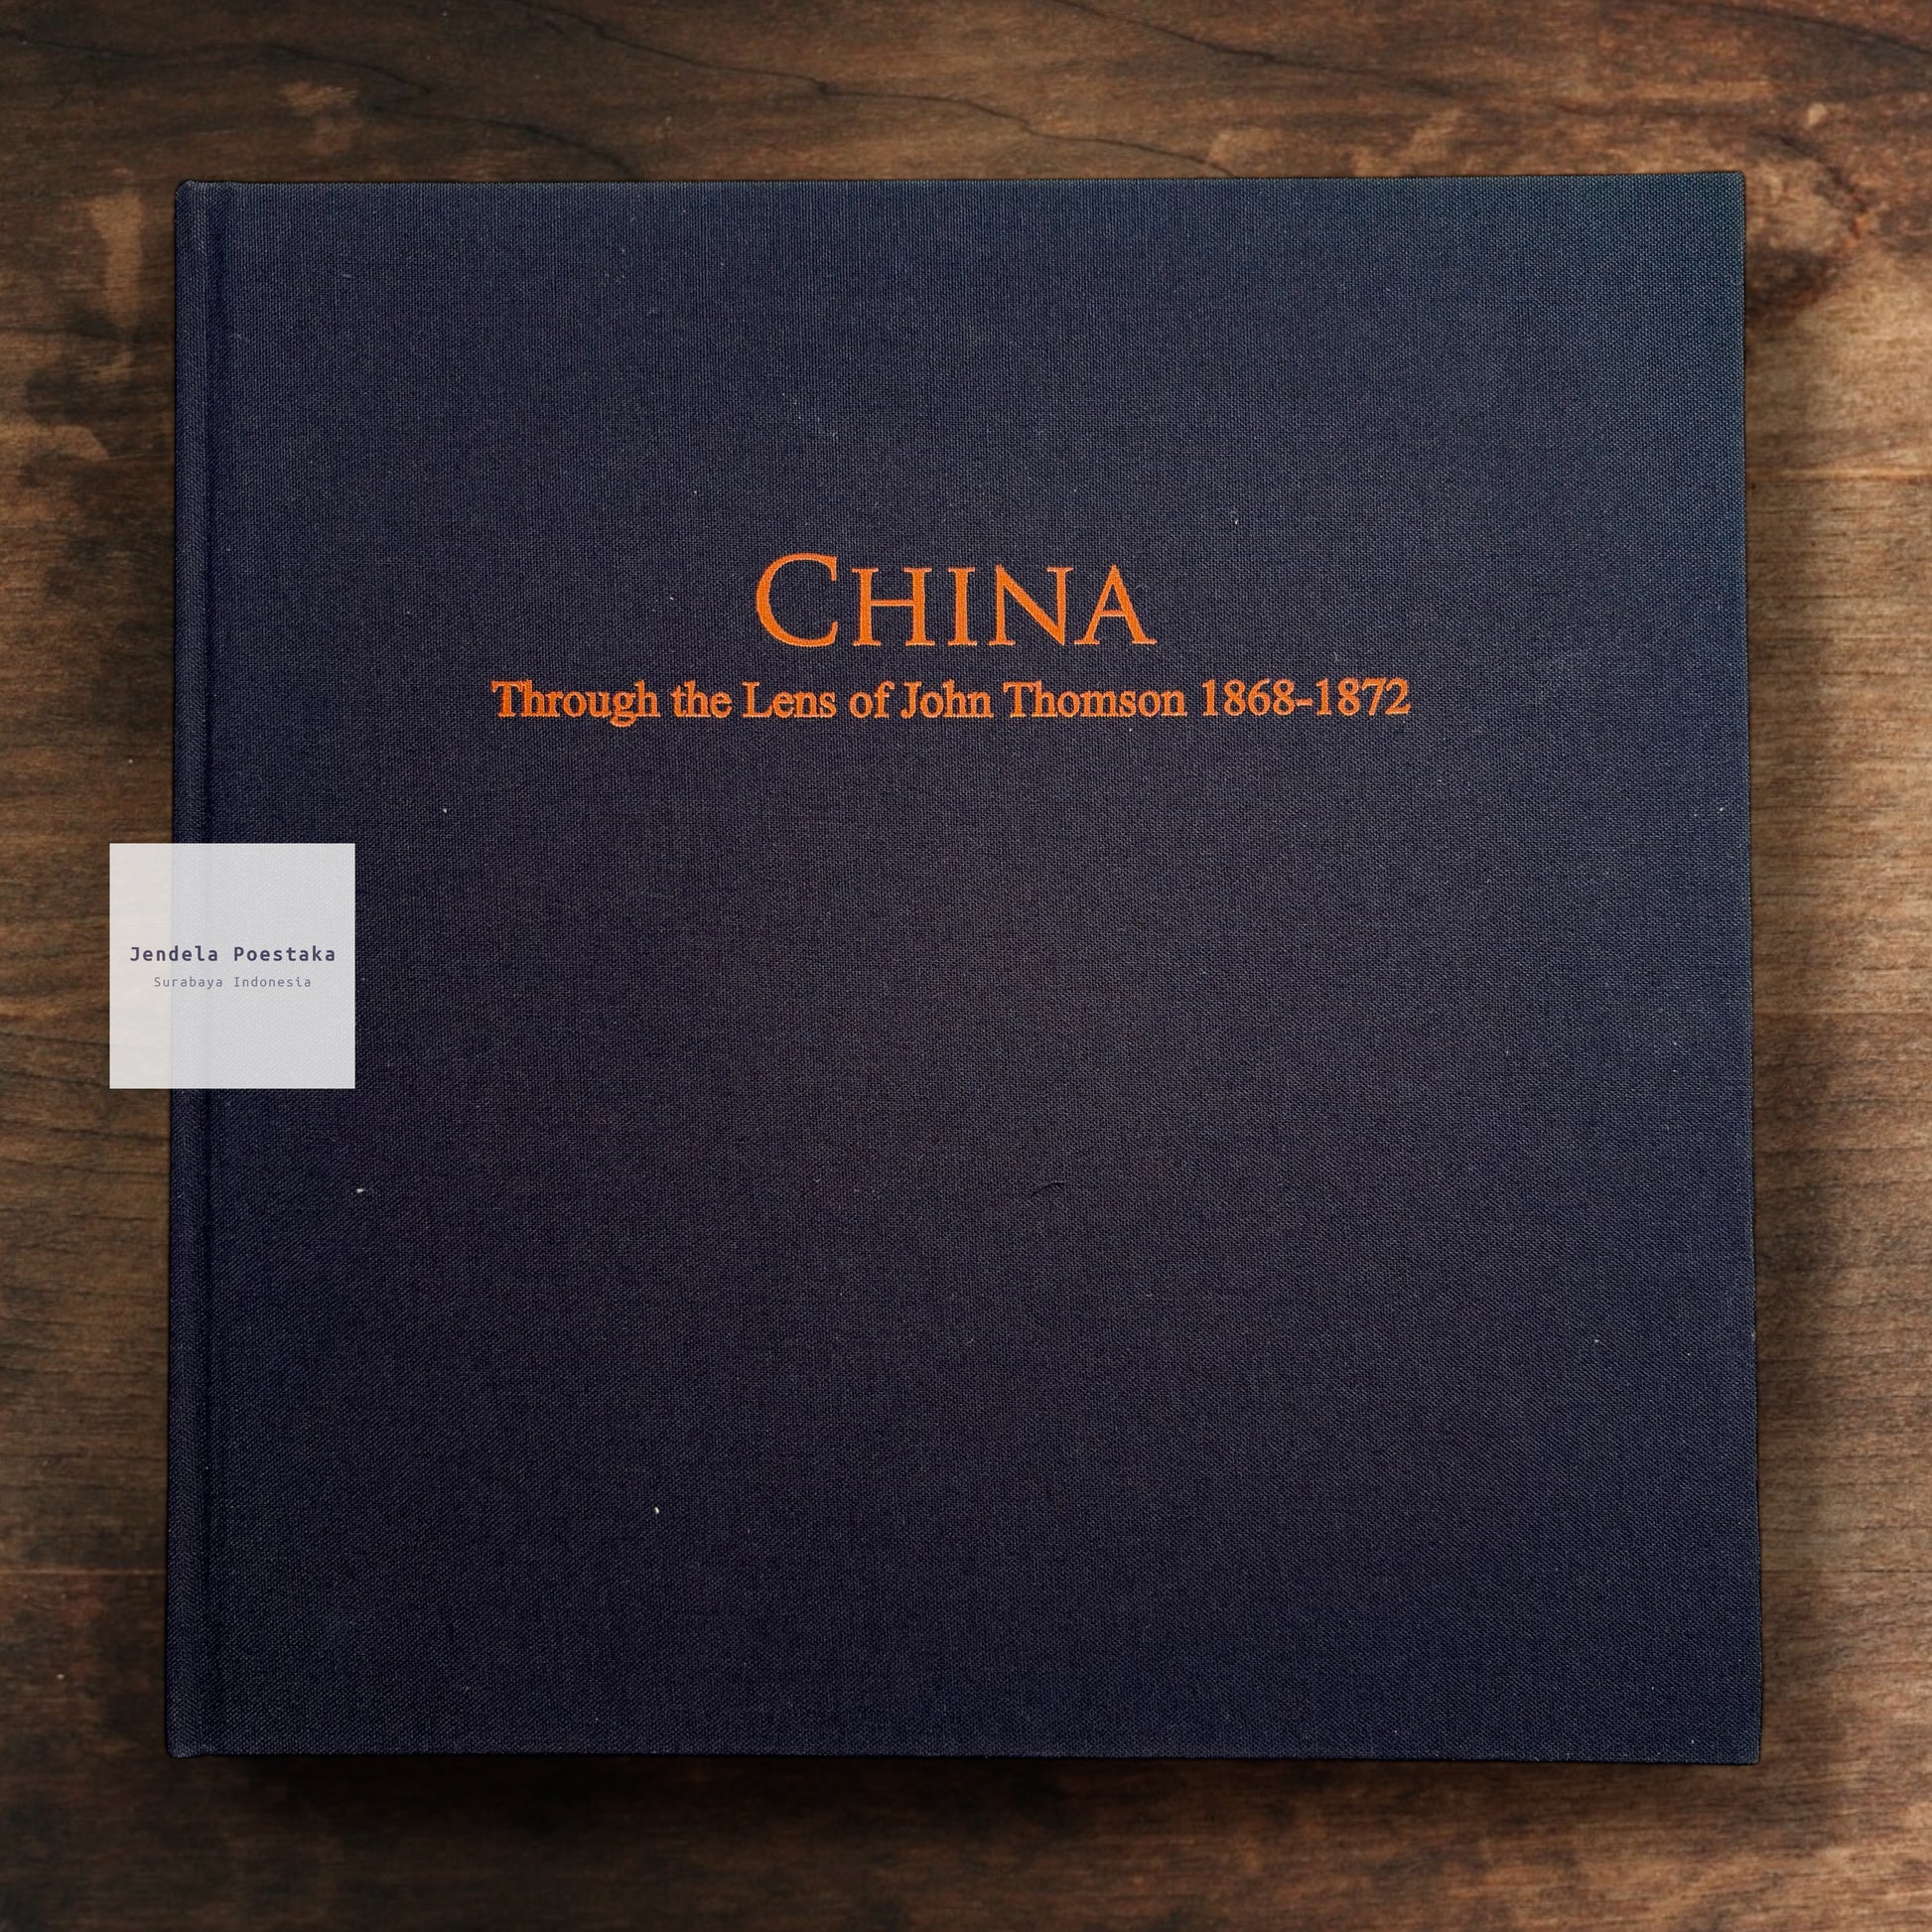 CHINA
Through the Lens of John Thomson 1868-1872
Jendela Poestaka
Surabaya Indonesia